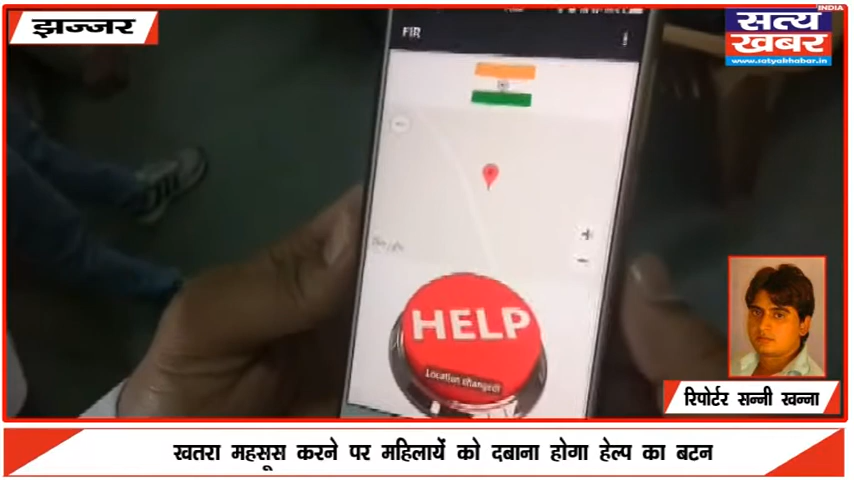 झज्जर
INDIA
सत्य
खबर
www.satyakhabar.in
FIR
HELP
Location changed!
रिपोर्टर सन्नी खन्ना
खतरा महसूस करने पर महिलायें को दबाना होगा हेल्प का बटन